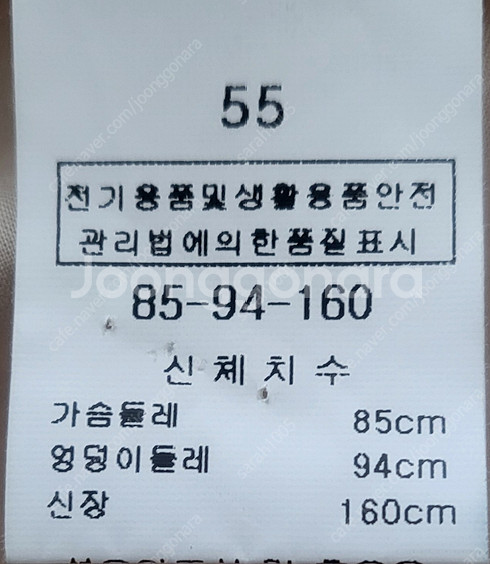 55
전기용품및생활용품안전
관리법에의한품질표시
Joonggonara
85-94-160
신체치수
가슴둘레 85cm
엉덩이둘레 94cm
신장 160cm